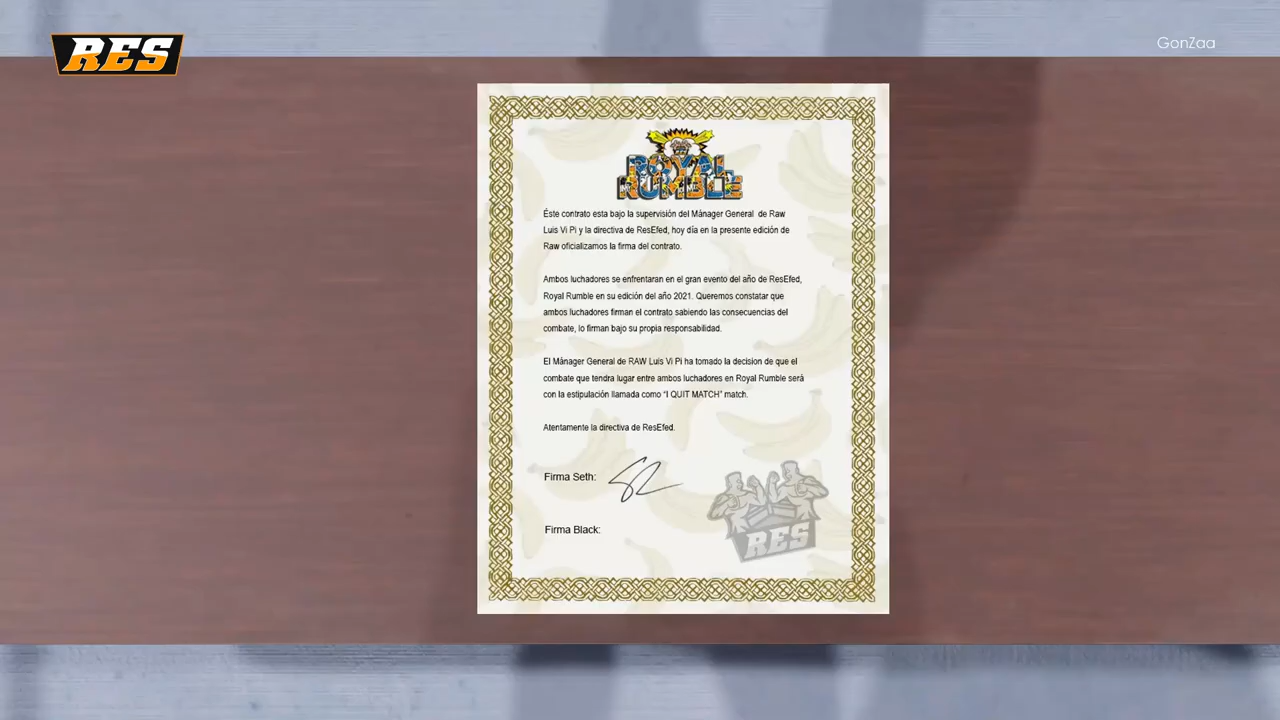 RES
GonZaa
ROYAL
RUMBLE
Éste contrato esta bajo la supervisión del Mánager General de Raw
Luis Vi Pi y la directiva de ResEfed, hoy día en la presente edición de
Raw oficializamos la firma del contrato.
Ambos luchadores se enfrentaran en el gran evento del año de ResEfed,
Royal Rumble en su edición del año 2021. Queremos constatar que
ambos luchadores firman el contrato sabiendo las consecuencias del
combate, lo firman bajo su propia responsabilidad.
El Mánager General de RAW Luis Vi Pi ha tomado la decision de que el
combate que tendra lugar entre ambos luchadores en Royal Rumble será
con la estipulación llamada como “I QUIT MATCH” match.
Atentamente la directiva de ResEfed.
Firma Seth:
Firma Black:
RES